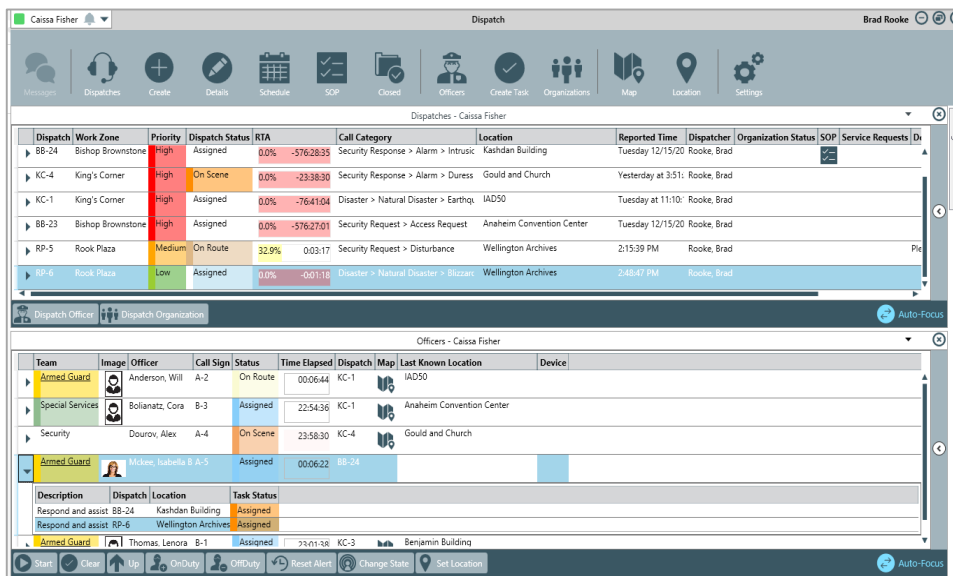 Caissa Fisher Dispatch Brad Rooke
Messages Dispatches Create Details Schedule SOP Closed Officers Create Task Organizations Map Location Settings
Dispatches - Caissa Fisher
Dispatch Work Zone Priority Dispatch Status RTA Call Category Location Reported Time Dispatcher Organization Status SOP Service Requests De
BB-24 Bishop Brownstone High Assigned 0.0% -576:28:35 Security Response > Alarm > Intrusic Kashdan Building Tuesday 12/15/20 Rooke, Brad
KC-4 King's Corner High On Scene 0.0% -23:38:30 Security Response > Alarm > Duress Gould and Church Yesterday at 3:51: Rooke, Brad
KC-1 King's Corner High Assigned 0.0% -76:41:04 Disaster > Natural Disaster > Earthqu IAD50 Tuesday at 11:10: Rooke, Brad
BB-23 Bishop Brownstone High Assigned 0.0% -576:27:01 Security Request > Access Request Anaheim Convention Center Tuesday 12/15/20 Rooke, Brad
RP-5 Rook Plaza Medium On Route 32.9% 0:03:17 Security Request > Disturbance Wellington Archives 2:15:39 PM Rooke, Brad Ple
RP-6 Rook Plaza Low Assigned 0.0% -0:01:18 Disaster > Natural Disaster > Blizzarc Wellington Archives 2:48:47 PM Rooke, Brad
Dispatch Officer Dispatch Organization Auto-Focus
Officers - Caissa Fisher
Team Image Officer Call Sign Status Time Elapsed Dispatch Map Last Known Location Device
Armed Guard Anderson, Will A-2 On Route 00:06:44 KC-1 IAD50
Special Services Bolianatz, Cora B-3 Assigned 22:54:36 KC-1 Anaheim Convention Center
Security Dourov, Alex A-4 On Scene 23:58:30 KC-4 Gould and Church
Armed Guard Mckee, Isabella B A-5 Assigned 00:06:22 BB-24
Description Dispatch Location Task Status
Respond and assist BB-24 Kashdan Building Assigned
Respond and assist RP-6 Wellington Archives Assigned
Armed Guard Thomas, Lenora B-1 Assigned 23:01:38 KC-3 Benjamin Building
Start Clear Up OnDuty OffDuty Reset Alert Change State Set Location Auto-Focus